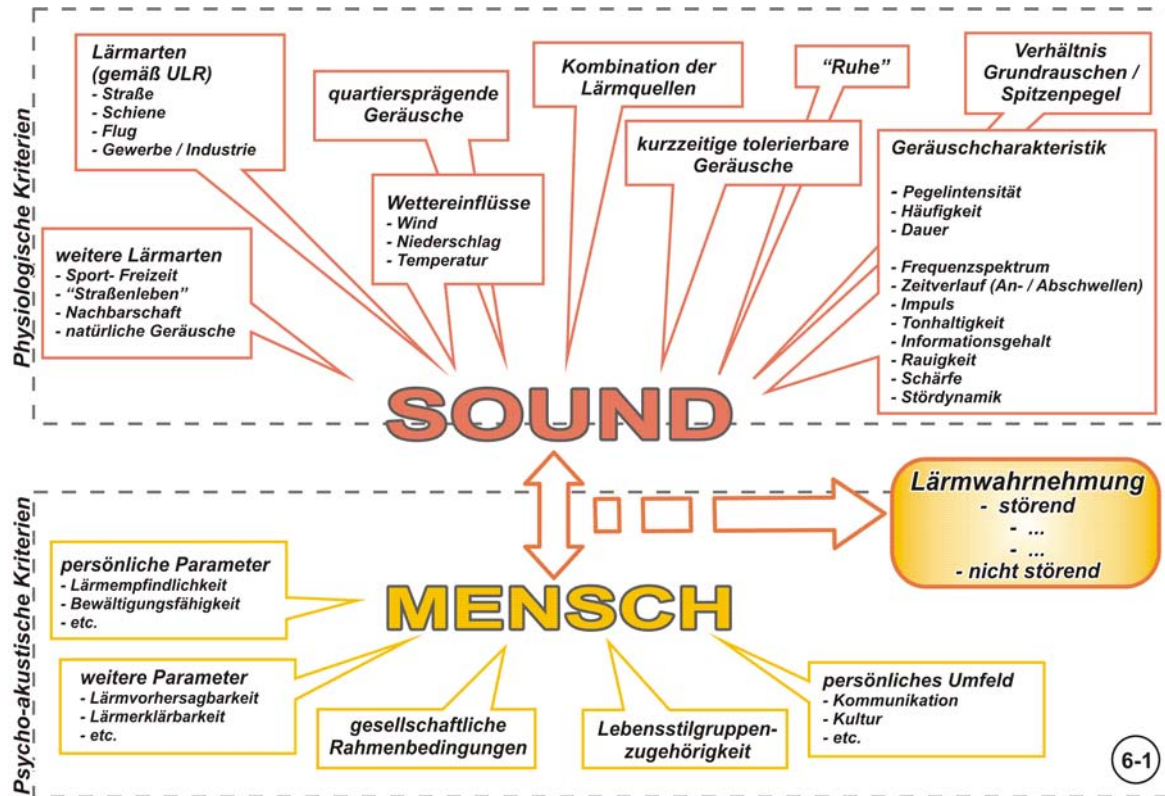 Physiologische Kriterien
Lärmarten
(gemäß ULR)
- Straße
- Schiene
- Flug
- Gewerbe / Industrie
quartiersprägende
Geräusche
Kombination der
Lärmquellen
“Ruhe”
Verhältnis
Grundrauschen /
Spitzenpegel
weitere Lärmarten
- Sport- Freizeit
- “Straßenleben”
- Nachbarschaft
- natürliche Geräusche
Wettereinflüsse
- Wind
- Niederschlag
- Temperatur
kurzzeitige tolerierbare
Geräusche
Geräuschcharakteristik
- Pegelintensität
- Häufigkeit
- Dauer
- Frequenzspektrum
- Zeitverlauf (An- / Abschwellen)
- Impuls
- Tonhaltigkeit
- Informationsgehalt
- Rauigkeit
- Schärfe
- Stördynamik
SOUND
Lärmwahrnehmung
- störend
- ...
- ...
- nicht störend
Psycho-akustische Kriterien
persönliche Parameter
- Lärmempfindlichkeit
- Bewältigungsfähigkeit
- etc.
MENSCH
weitere Parameter
- Lärmvorhersagbarkeit
- Lärmerklärbarkeit
- etc.
gesellschaftliche
Rahmenbedingungen
Lebensstilgruppen-
zugehörigkeit
persönliches Umfeld
- Kommunikation
- Kultur
- etc.
6-1